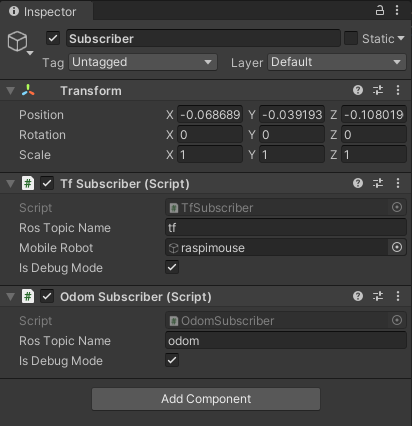 Inspector
Subscriber Static
Tag Untagged Layer Default
Transform
Position X -0.068689 Y -0.039193 Z -0.108019
Rotation X 0 Y 0 Z 0
Scale X 1 Y 1 Z 1
# Tf Subscriber (Script)
Script # TfSubscriber
Ros Topic Name tf
Mobile Robot raspimouse
Is Debug Mode
# Odom Subscriber (Script)
Script # OdomSubscriber
Ros Topic Name odom
Is Debug Mode
Add Component